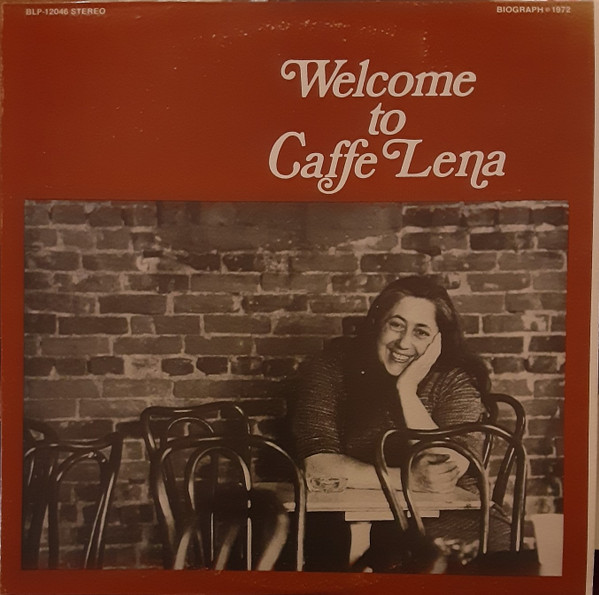 BLP-12046 STEREO
BIOGRAPH • 1972
Welcome
to
Caffe Lena